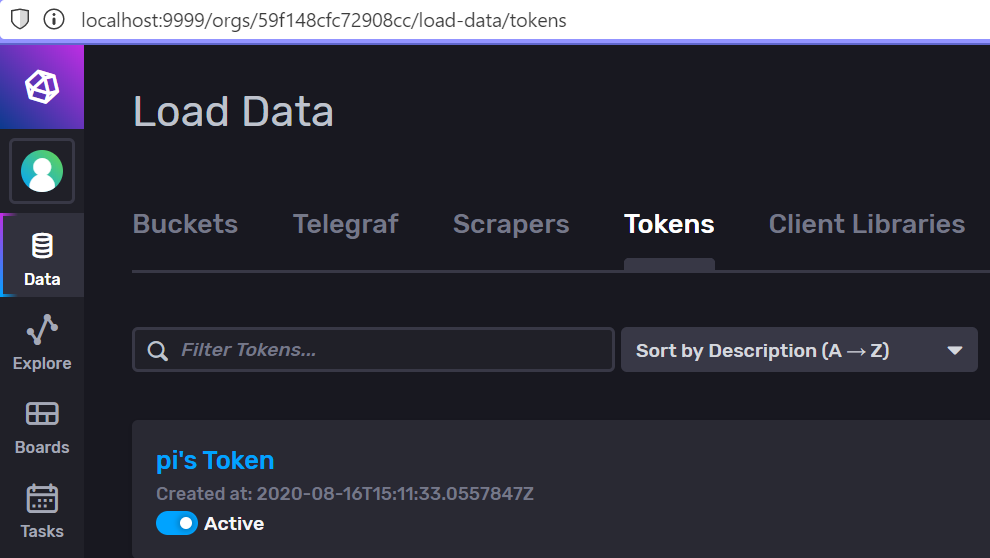 localhost:9999/orgs/59f148cfc72908cc/load-data/tokens
Load Data
Buckets Telegraf Scrapers Tokens Client Libraries
Data
Explore
Boards
Tasks
Filter Tokens...
Sort by Description (A → Z)
pi's Token
Created at: 2020-08-16T15:11:33.0557847Z
Active